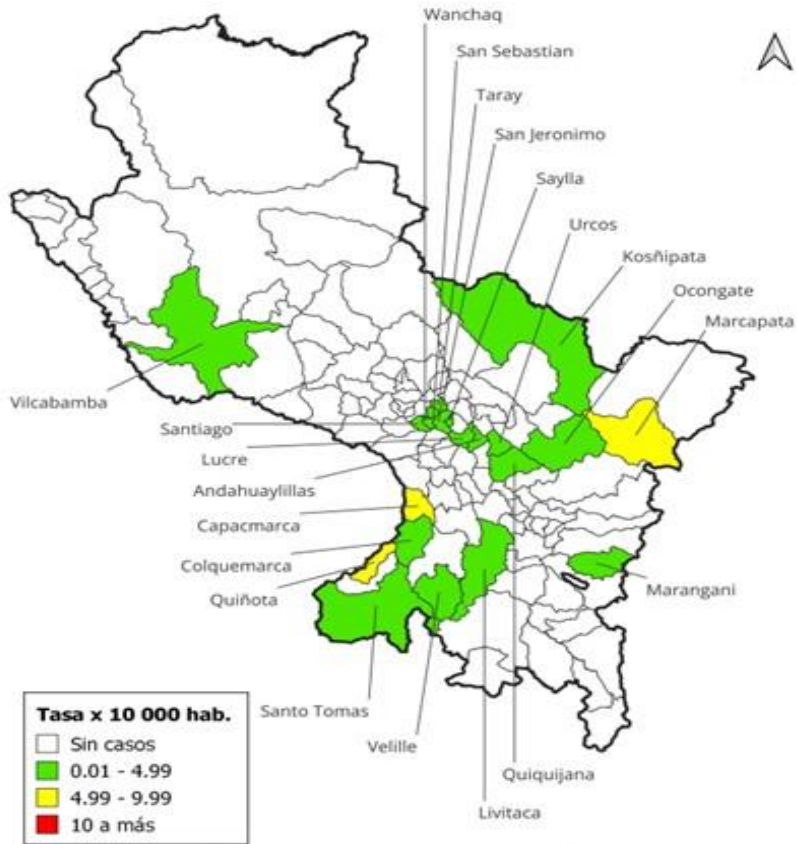 Wanchaq
San Sebastian
Taray
San Jeronimo
Saylla
Urcos
Kosñipata
Ocongate
Marcapata
Vilcabamba
Santiago
Lucre
Andahuaylillas
Capacmarca
Colquemarca
Quiñota
Marangani
Santo Tomas
Velille
Quiquijana
Livitaca
Tasa x 10 000 hab.
Sin casos
0.01 - 4.99
4.99 - 9.99
10 a más